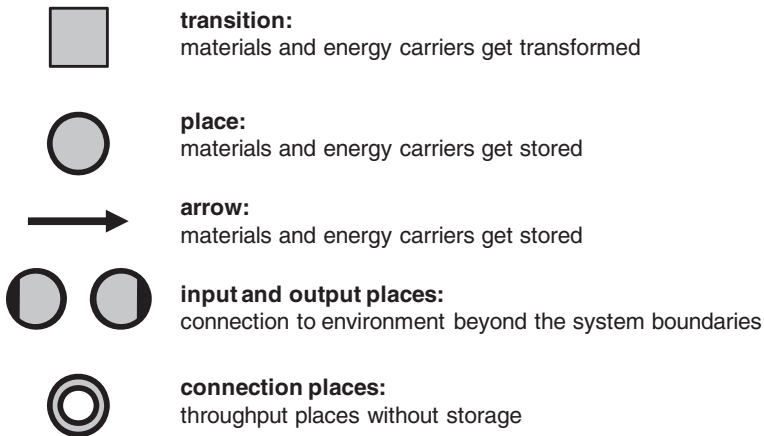 transition:
materials and energy carriers get transformed
place:
materials and energy carriers get stored
arrow:
materials and energy carriers get stored
input and output places:
connection to environment beyond the system boundaries
connection places:
throughput places without storage